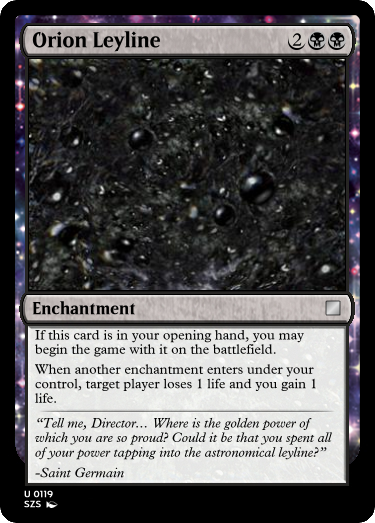 Orion Leyline 2
Enchantment
If this card is in your opening hand, you may
begin the game with it on the battlefield.
When another enchantment enters under your
control, target player loses 1 life and you gain 1
life.
“Tell me, Director… Where is the golden power of
which you are so proud? Could it be that you spent all
of your power tapping into the astronomical leyline?”
-Saint Germain
U 0119
SZS